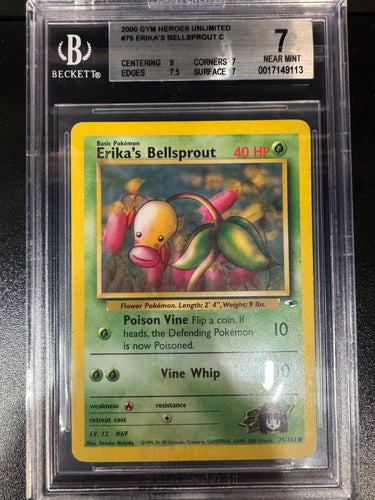 2000 GYM HEROES UNLIMITED
#75 ERIKA'S BELLSPROUT C
B
BECKETT®
CENTERING 9 CORNERS 7
EDGES 7.5 SURFACE 7
7
NEAR MINT
0017149113
Basic Pokémon
Erika's Bellsprout 40 HP
Flower Pokémon. Length: 2' 4", Weight: 9 lbs.
Poison Vine Flip a coin. If heads, the Defending Pokémon is now Poisoned. 10
Vine Whip
weakness resistance
retreat cost
LV. 12 #69
Illus. Atsuko Nishida
75/132